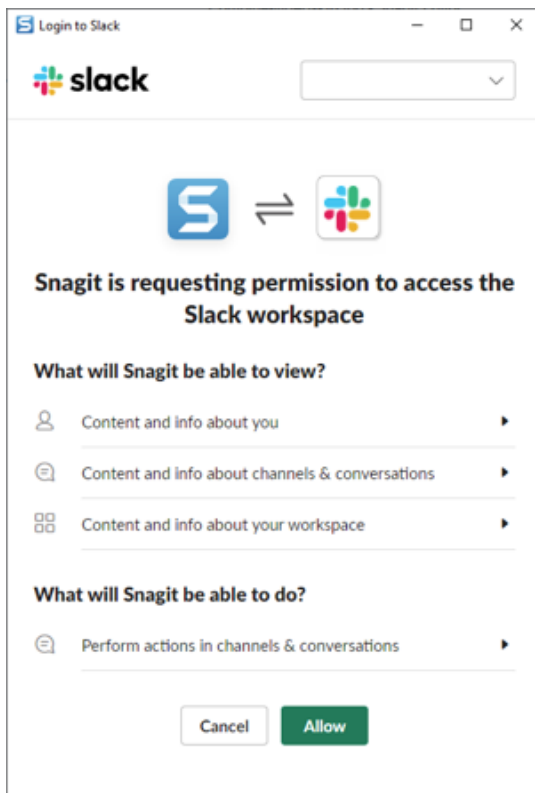 Login to Slack
slack
Snagit is requesting permission to access the
Slack workspace
What will Snagit be able to view?
Content and info about you
Content and info about channels & conversations
Content and info about your workspace
What will Snagit be able to do?
Perform actions in channels & conversations
Cancel
Allow